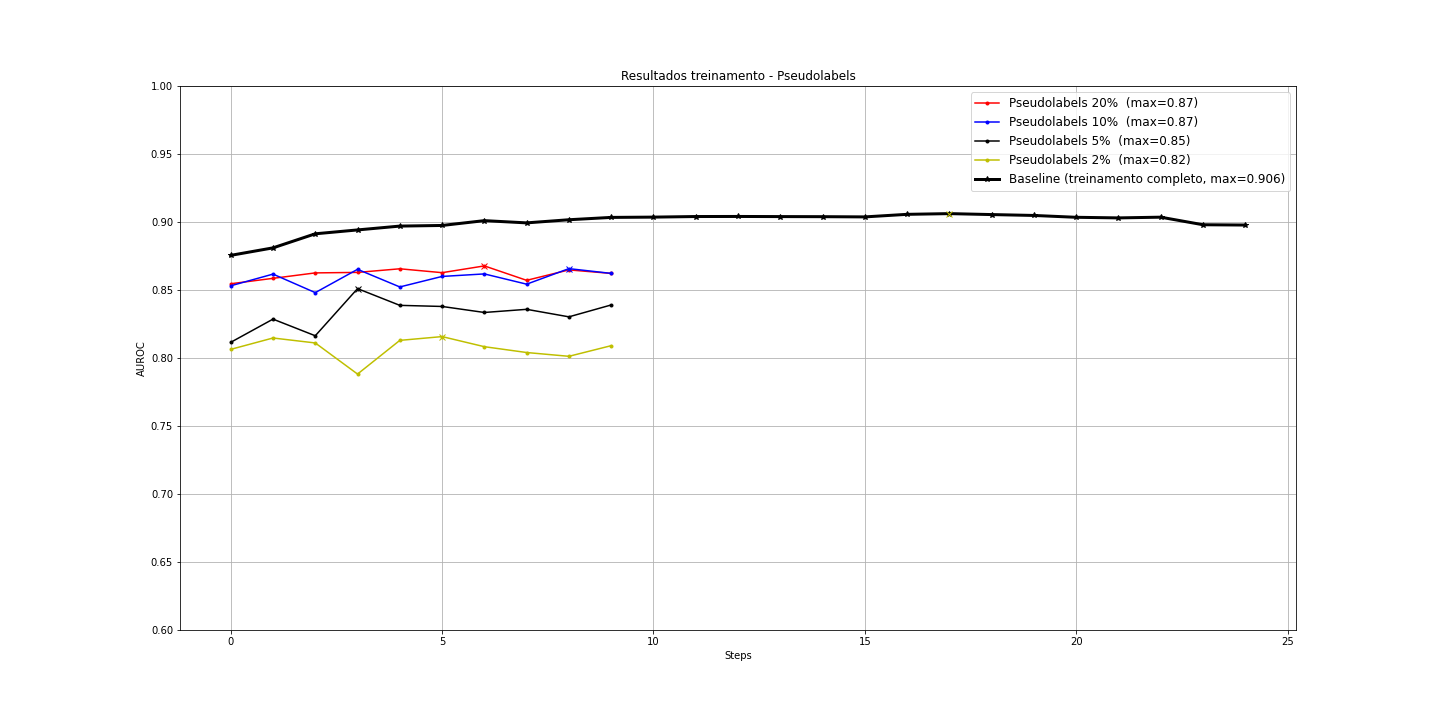 Resultados treinamento - Pseudolabels
1.00
0.95
0.90
0.85
0.80
0.75
0.70
0.65
0.60
AUROC
Pseudolabels 20%  (max=0.87)
Pseudolabels 10%  (max=0.87)
Pseudolabels 5%  (max=0.85)
Pseudolabels 2%  (max=0.82)
Baseline (treinamento completo, max=0.906)
0 5 10 15 20 25
Steps